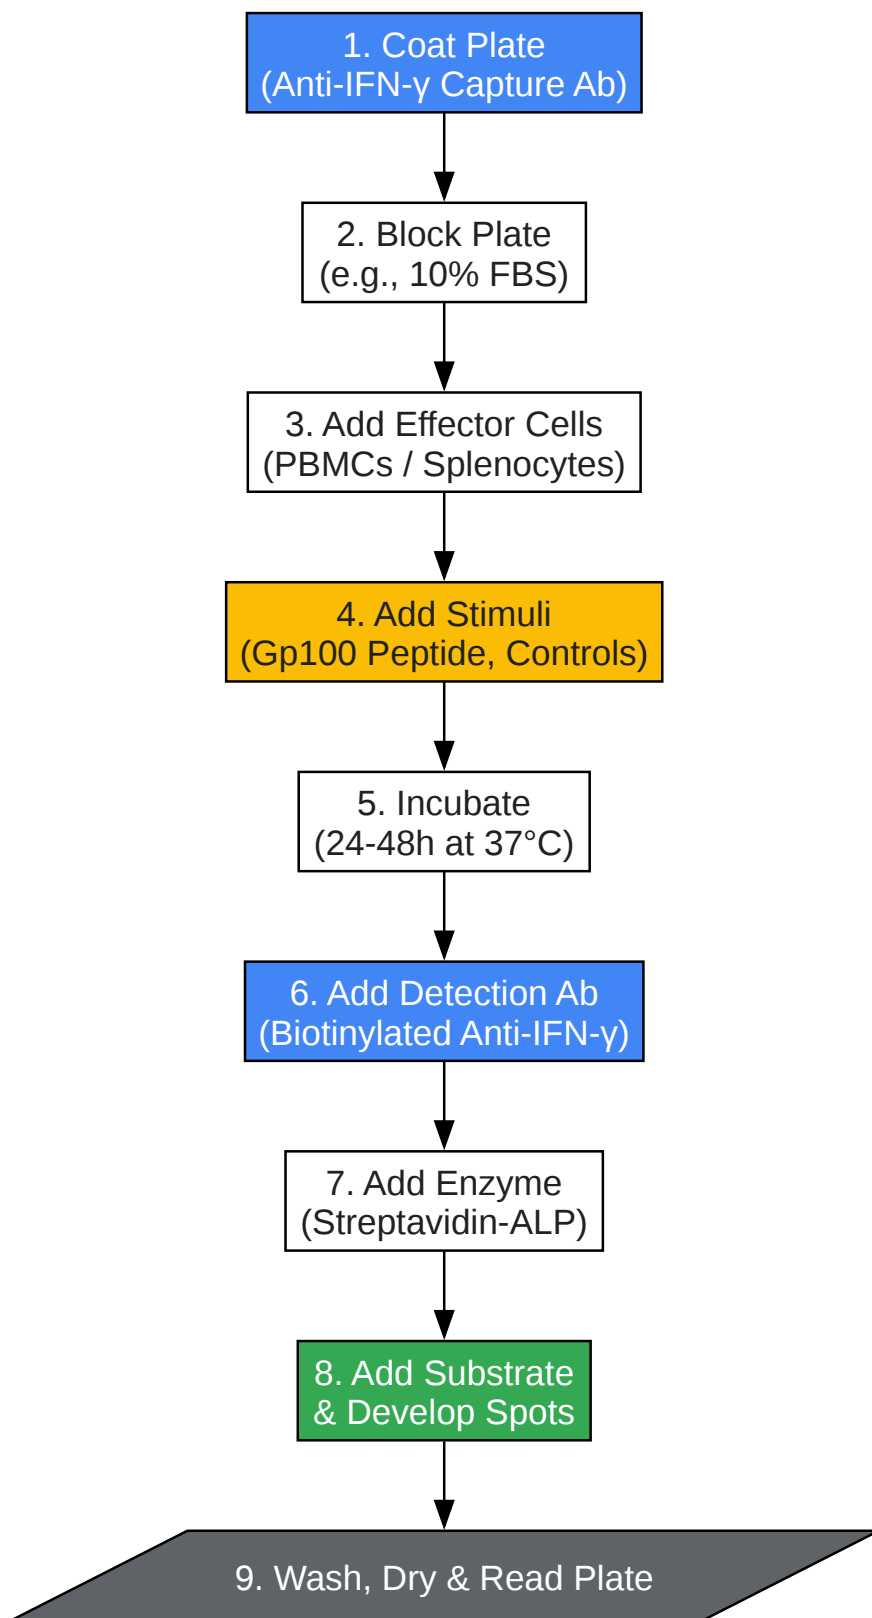 1. Coat Plate
(Anti-IFN-γ Capture Ab)
2. Block Plate
(e.g., 10% FBS)
3. Add Effector Cells
(PBMCs / Splenocytes)
4. Add Stimuli
(Gp100 Peptide, Controls)
5. Incubate
(24-48h at 37°C)
6. Add Detection Ab
(Biotinylated Anti-IFN-γ)
7. Add Enzyme
(Streptavidin-ALP)
8. Add Substrate
& Develop Spots
9. Wash, Dry & Read Plate